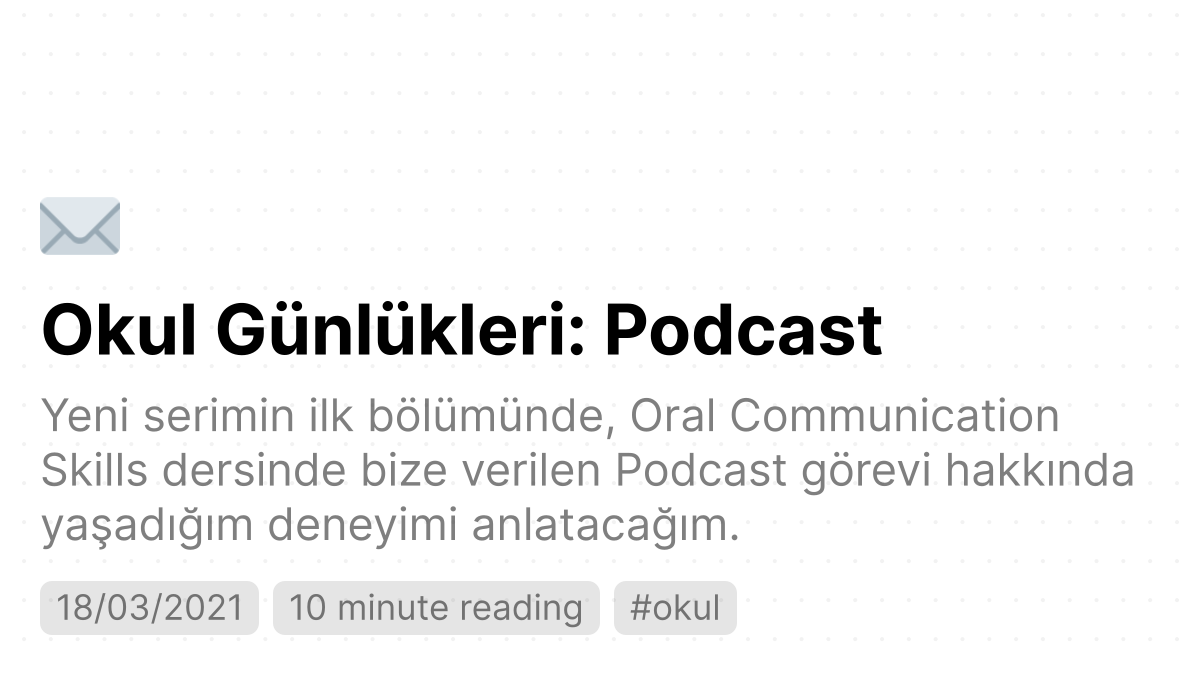 Okul Günlükleri: Podcast
Yeni serimin ilk bölümünde, Oral Communication
Skills dersinde bize verilen Podcast görevi hakkında
yaşadığım deneyimi anlatacağım.
18/03/2021 10 minute reading #okul